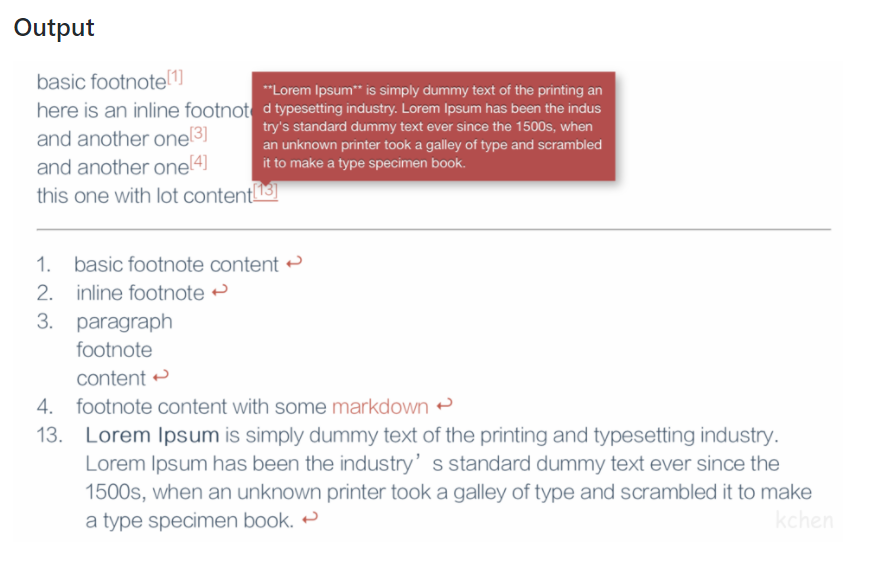 Output
basic footnote[1]
here is an inline footnot
and another one[3]
and another one[4]
this one with lot content[13]
**Lorem Ipsum** is simply dummy text of the printing an
d typesetting industry. Lorem Ipsum has been the indus
try's standard dummy text ever since the 1500s, when
an unknown printer took a galley of type and scrambled
it to make a type specimen book.
1. basic footnote content ↩
2. inline footnote ↩
3. paragraph
footnote
content ↩
4. footnote content with some markdown ↩
13. Lorem Ipsum is simply dummy text of the printing and typesetting industry.
Lorem Ipsum has been the industry’s standard dummy text ever since the
1500s, when an unknown printer took a galley of type and scrambled it to make
a type specimen book. ↩
kchen